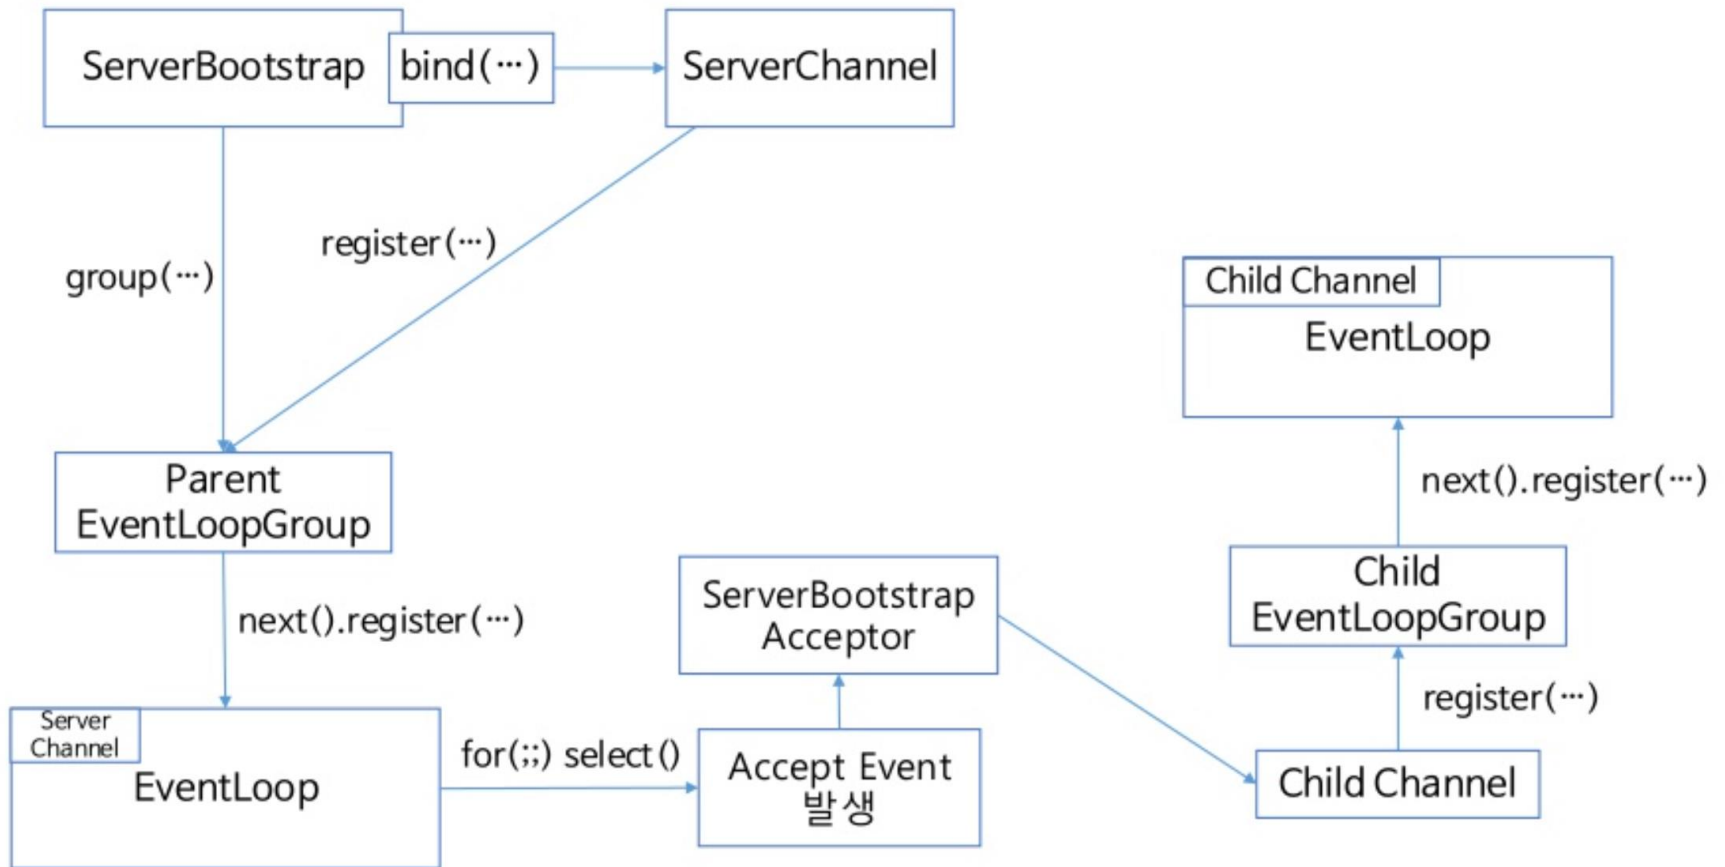 ServerBootstrap
bind(…)
ServerChannel
register(…)
group(…)
Parent
EventLoopGroup
next().register(…)
Server
Channel
EventLoop
for(;;) select()
Accept Event
발생
ServerBootstrap
Acceptor
Child Channel
register(…)
Child
EventLoopGroup
next().register(…)
Child Channel
EventLoop